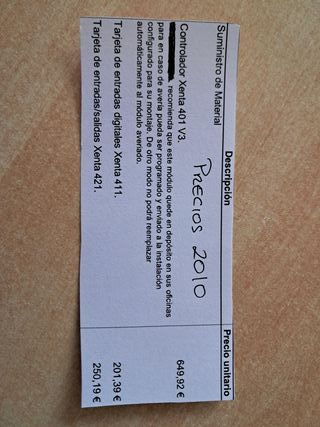 Descripción Precio unitario
Suministro de Material
Precios 2010
Controlador Xenta 401 V3. 649,92 €
recomienda que este módulo quede en depósito en sus oficinas
para en caso de avería pueda ser programado y enviado a la instalación
configurado para su montaje. De otro modo no podrá reemplazar
automáticamente al módulo averiado.
Tarjeta de entradas digitales Xenta 411. 201,39 €
Tarjeta de entradas/salidas Xenta 421. 250,19 €